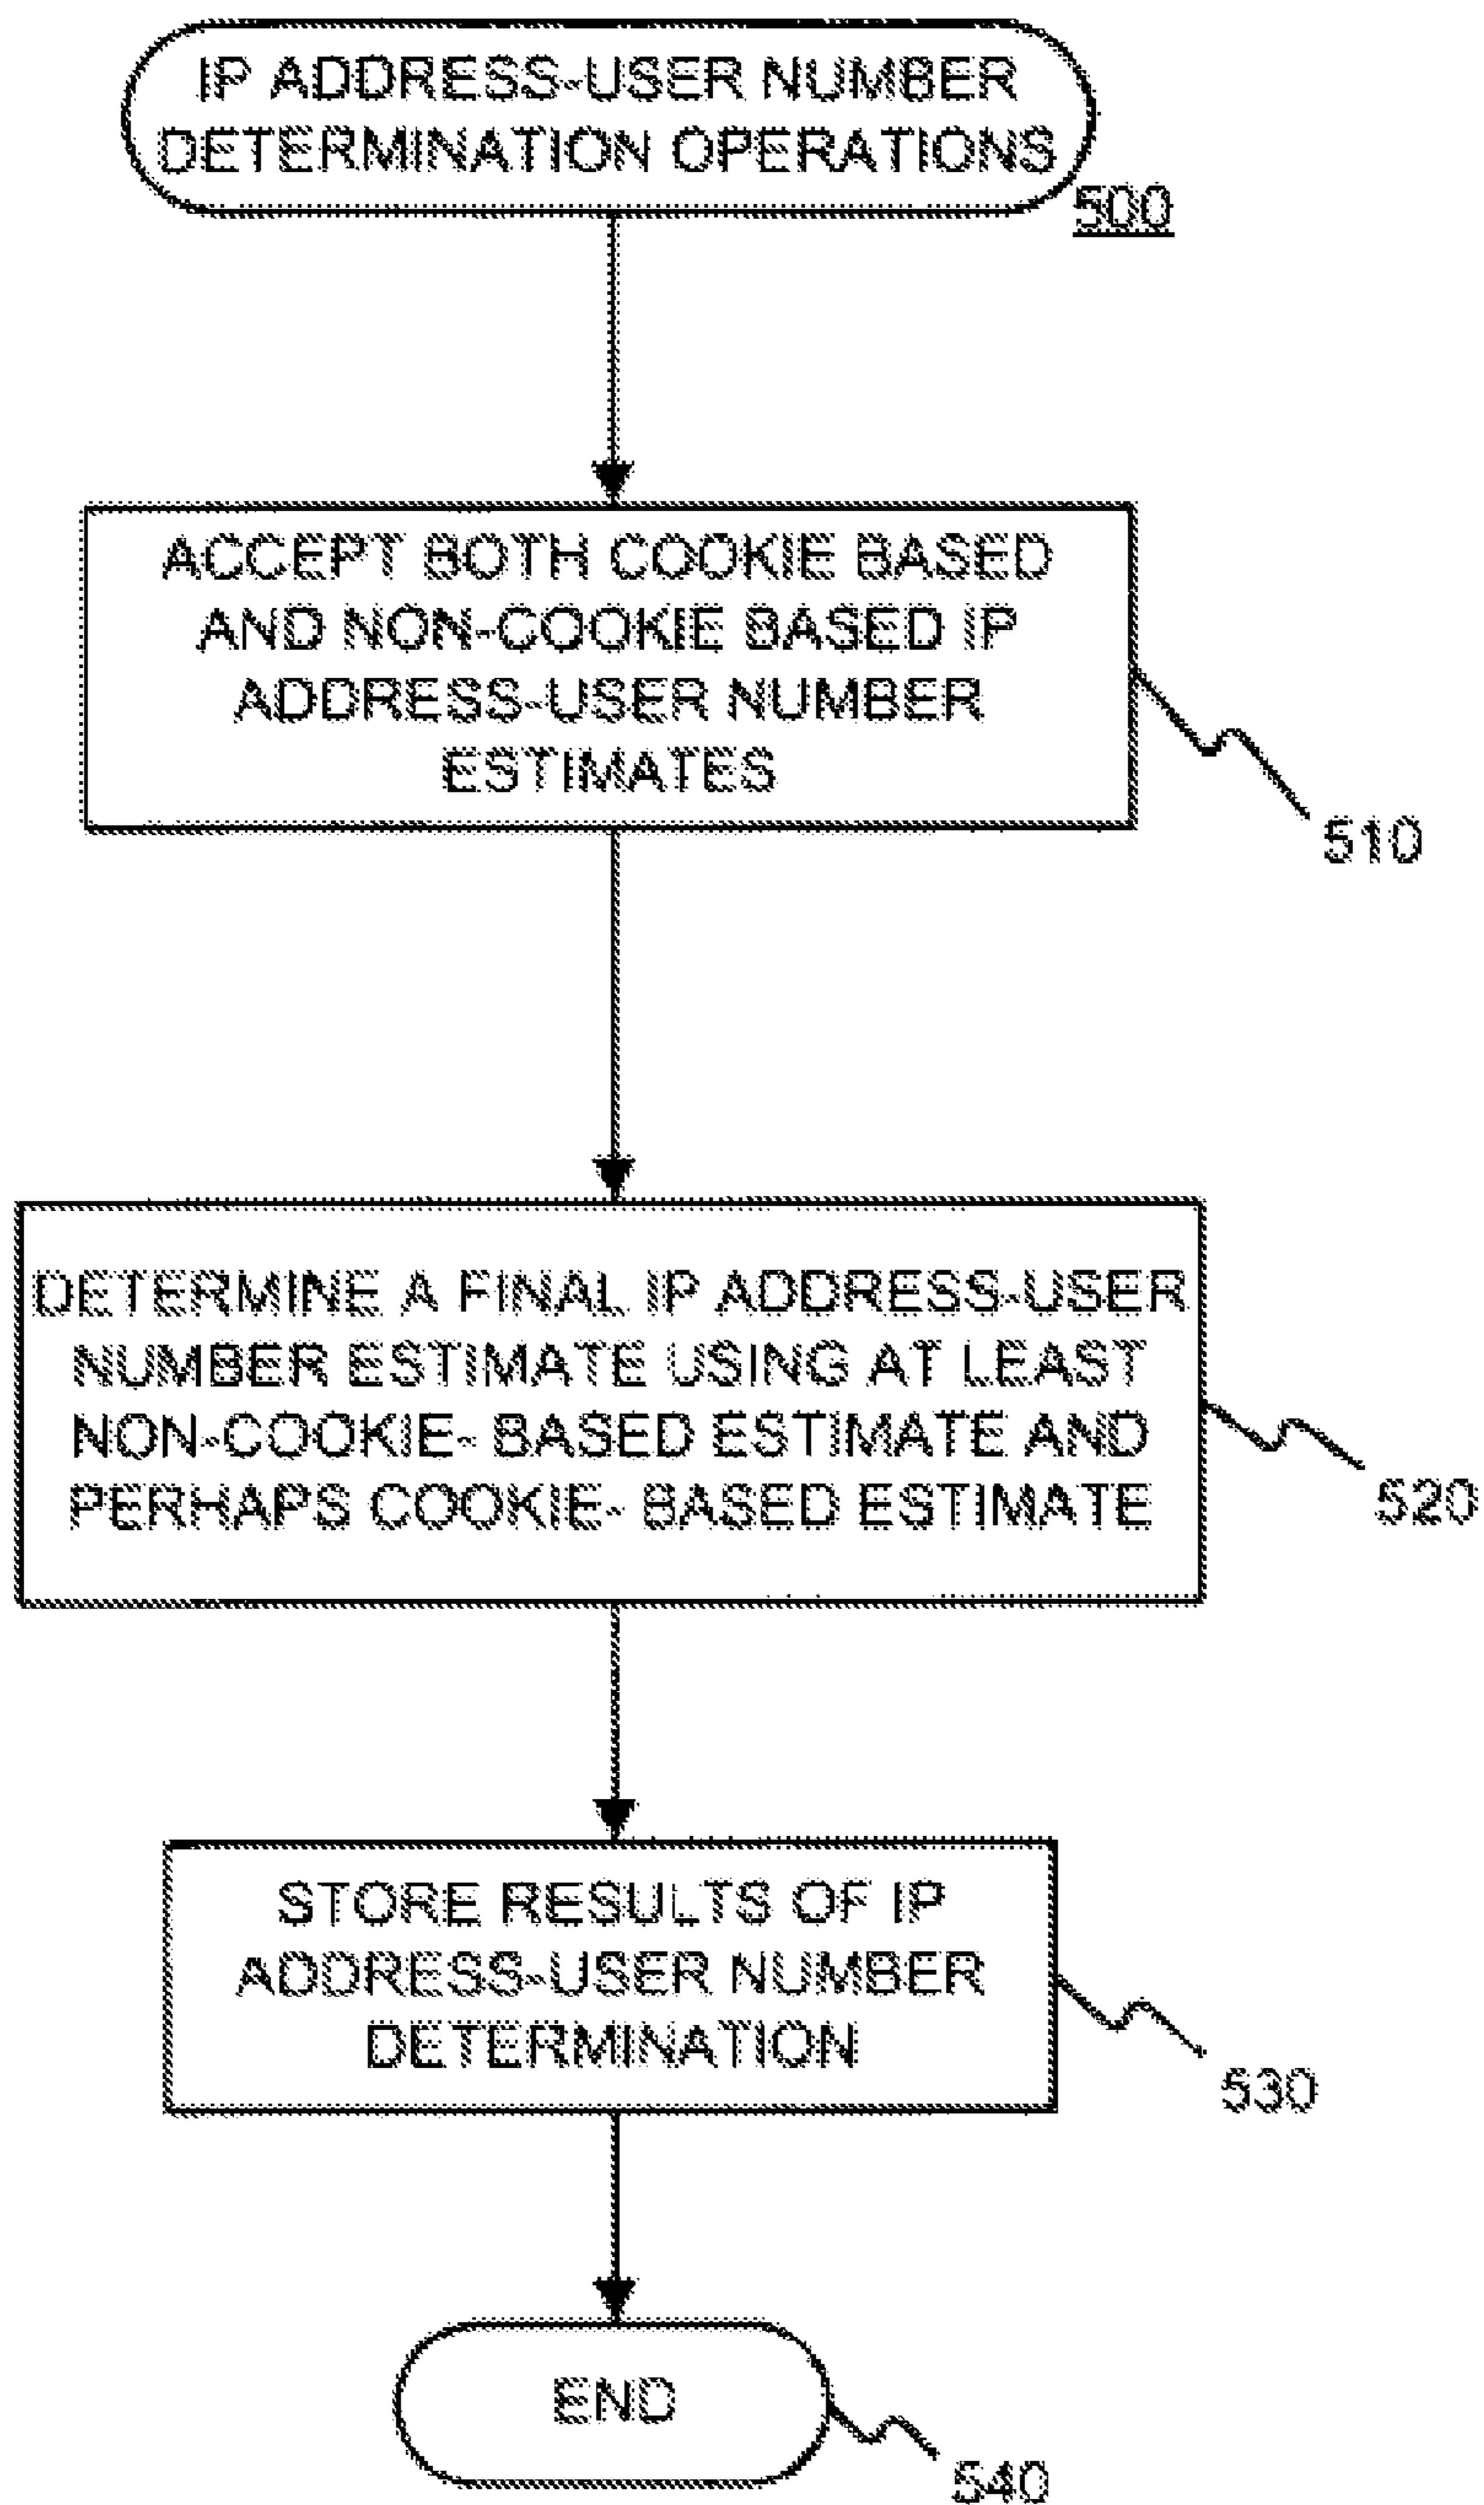 IP ADDRESS-USER NUMBER
DETERMINATION OPERATIONS
500
ACCEPT BOTH COOKIE BASED
AND NON-COOKIE BASED IP
ADDRESS-USER NUMBER
ESTIMATES
510
DETERMINE A FINAL IP ADDRESS-USER
NUMBER ESTIMATE USING AT LEAST
NON-COOKIE- BASED ESTIMATE AND
PERHAPS COOKIE- BASED ESTIMATE
520
STORE RESULTS OF IP
ADDRESS-USER NUMBER
DETERMINATION
530
END
540